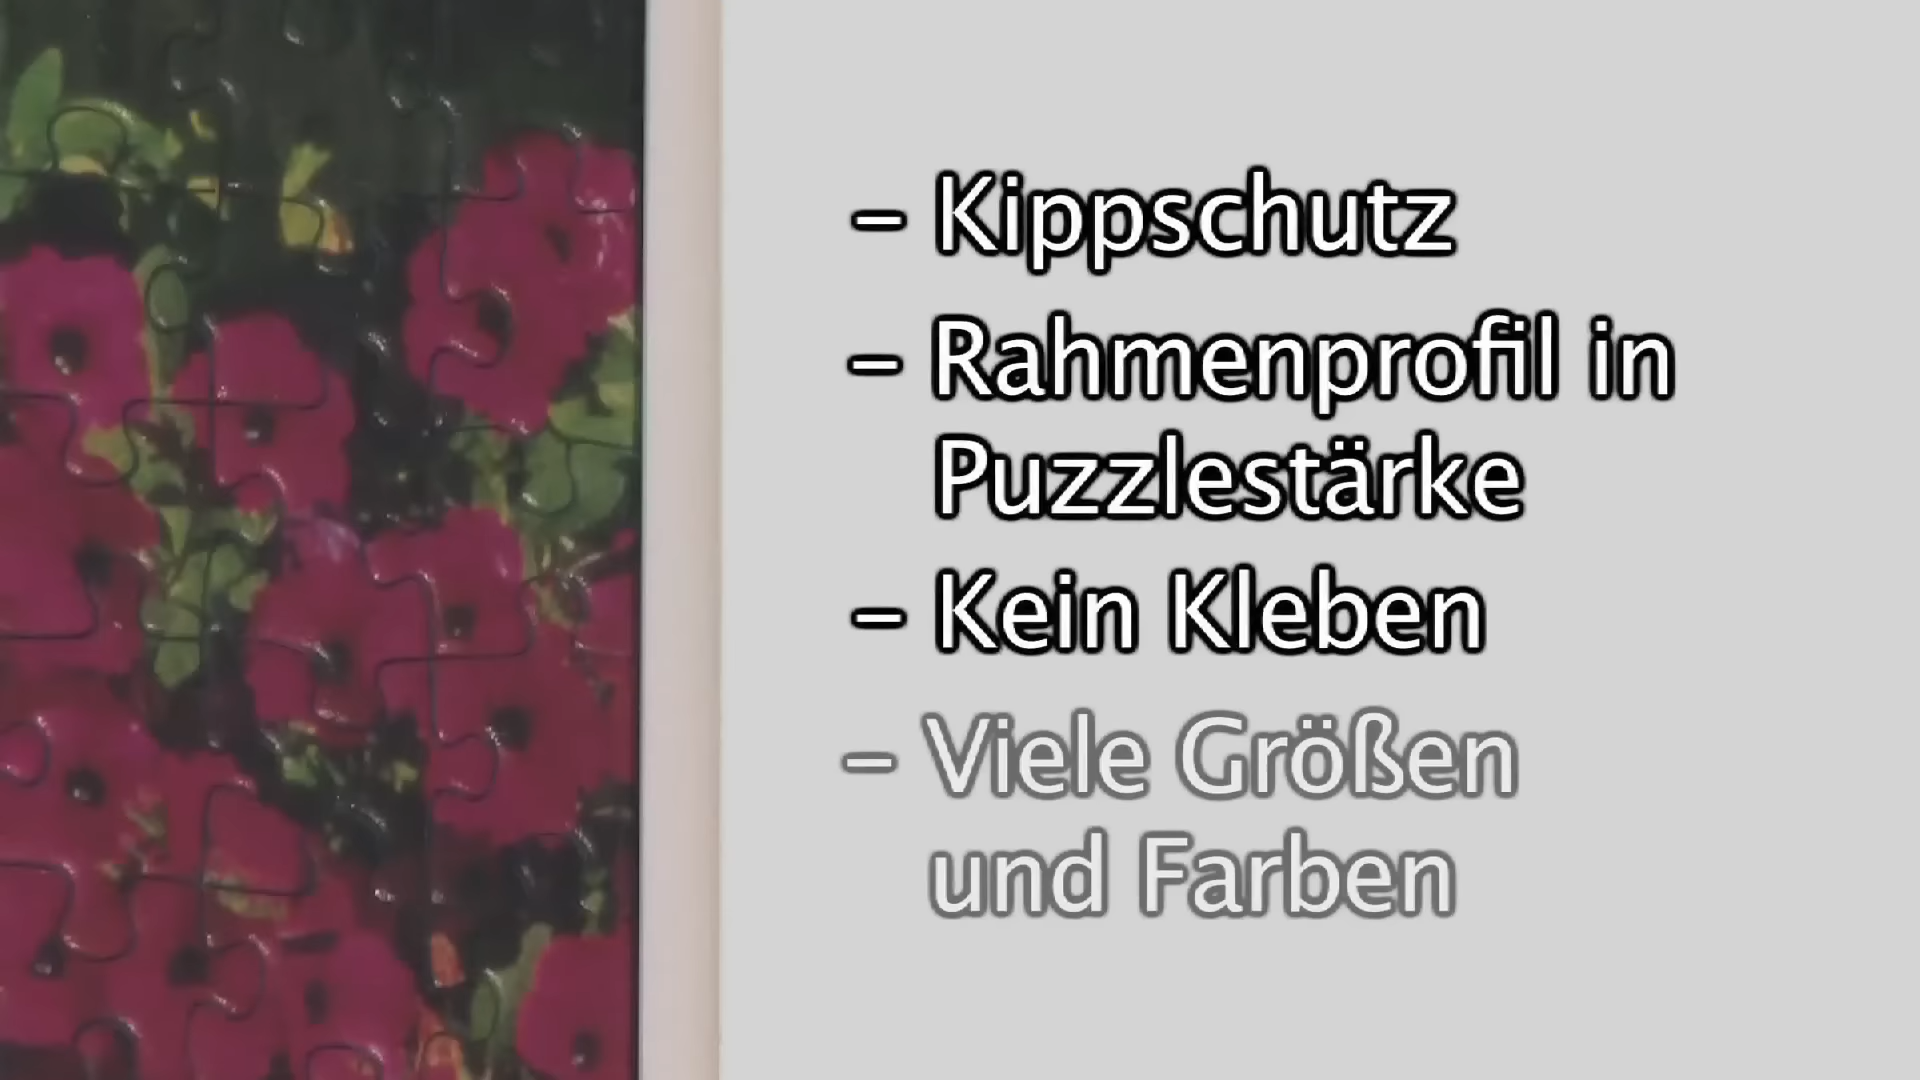 – Kippschutz
– Rahmenprofil in
Puzzlestärke
– Kein Kleben
– Viele Größen
und Farben